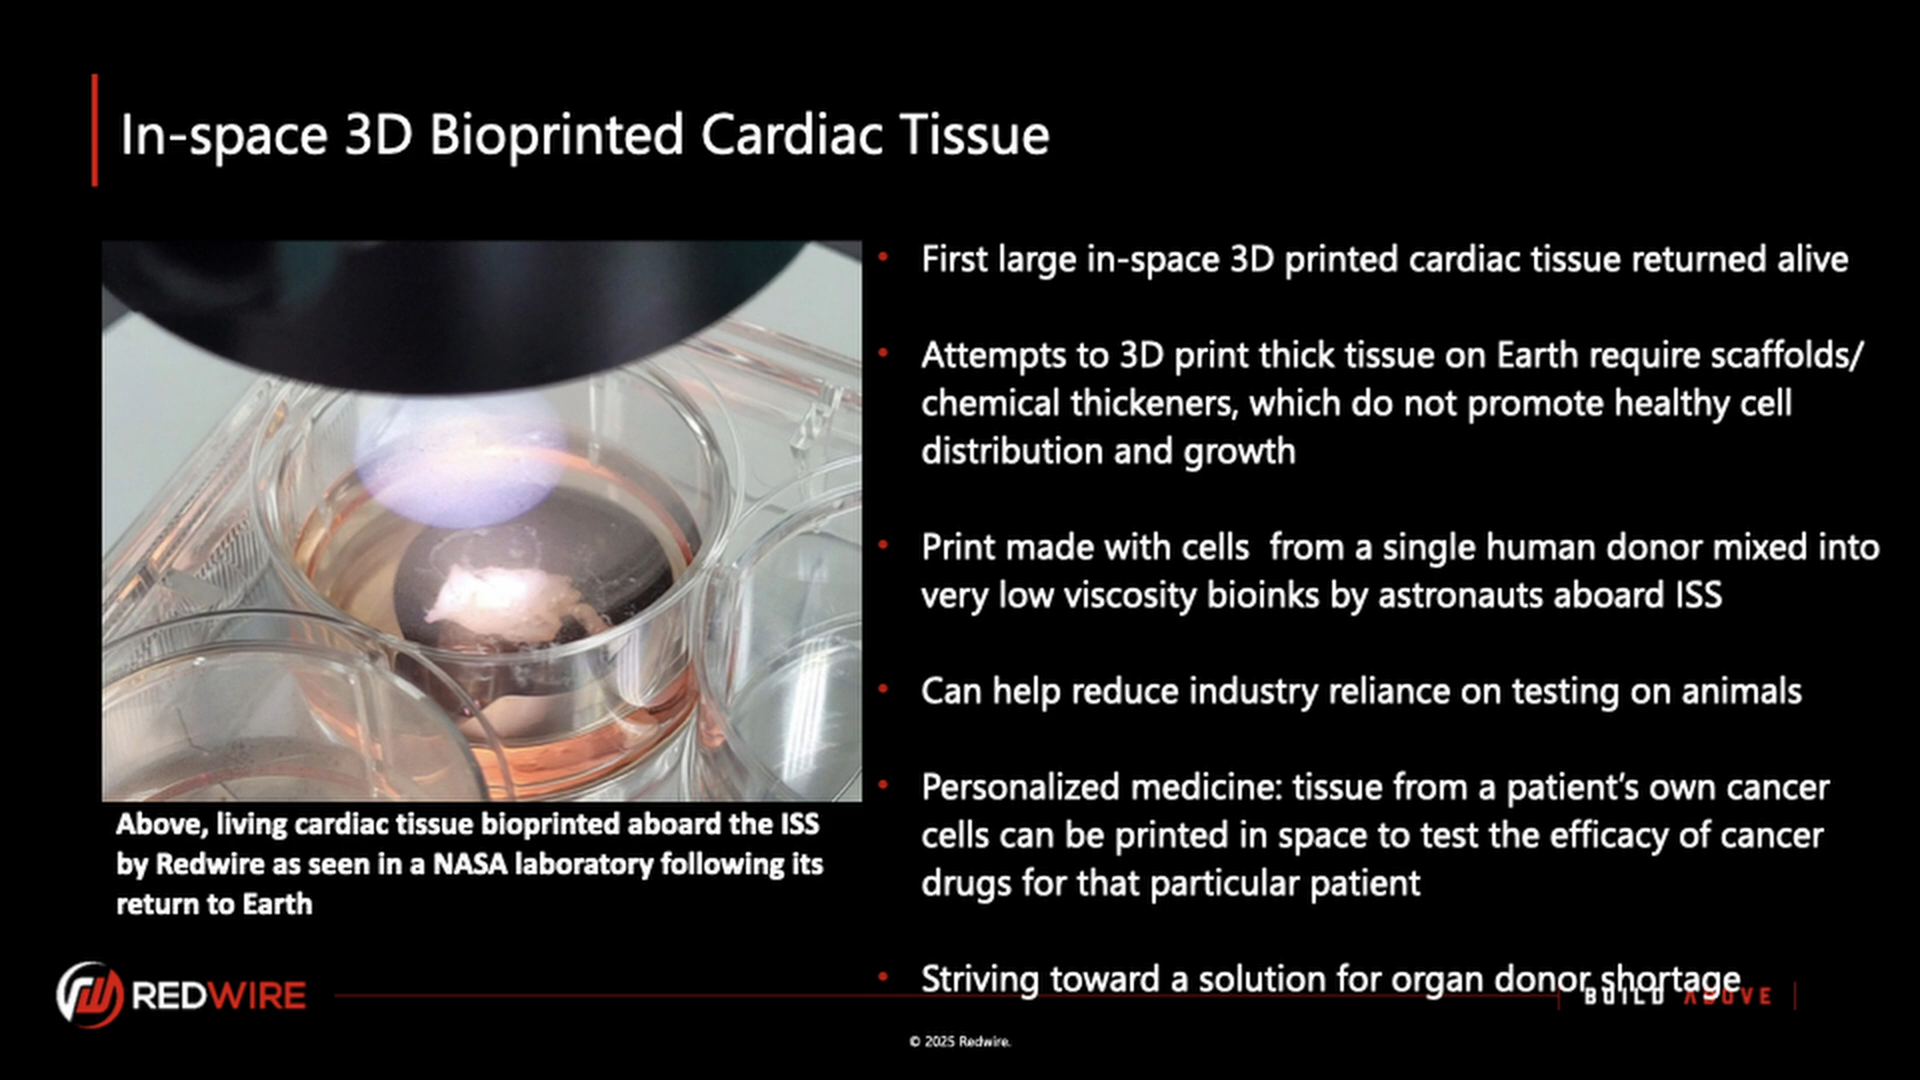 In-space 3D Bioprinted Cardiac Tissue
• First large in-space 3D printed cardiac tissue returned alive
• Attempts to 3D print thick tissue on Earth require scaffolds/
chemical thickeners, which do not promote healthy cell
distribution and growth
• Print made with cells  from a single human donor mixed into
very low viscosity bioinks by astronauts aboard ISS
• Can help reduce industry reliance on testing on animals
• Personalized medicine: tissue from a patient’s own cancer
cells can be printed in space to test the efficacy of cancer
drugs for that particular patient
• Striving toward a solution for organ donor shortage
Above, living cardiac tissue bioprinted aboard the ISS
by Redwire as seen in a NASA laboratory following its
return to Earth
REDWIRE
BUILD ABOVE
© 2025 Redwire.